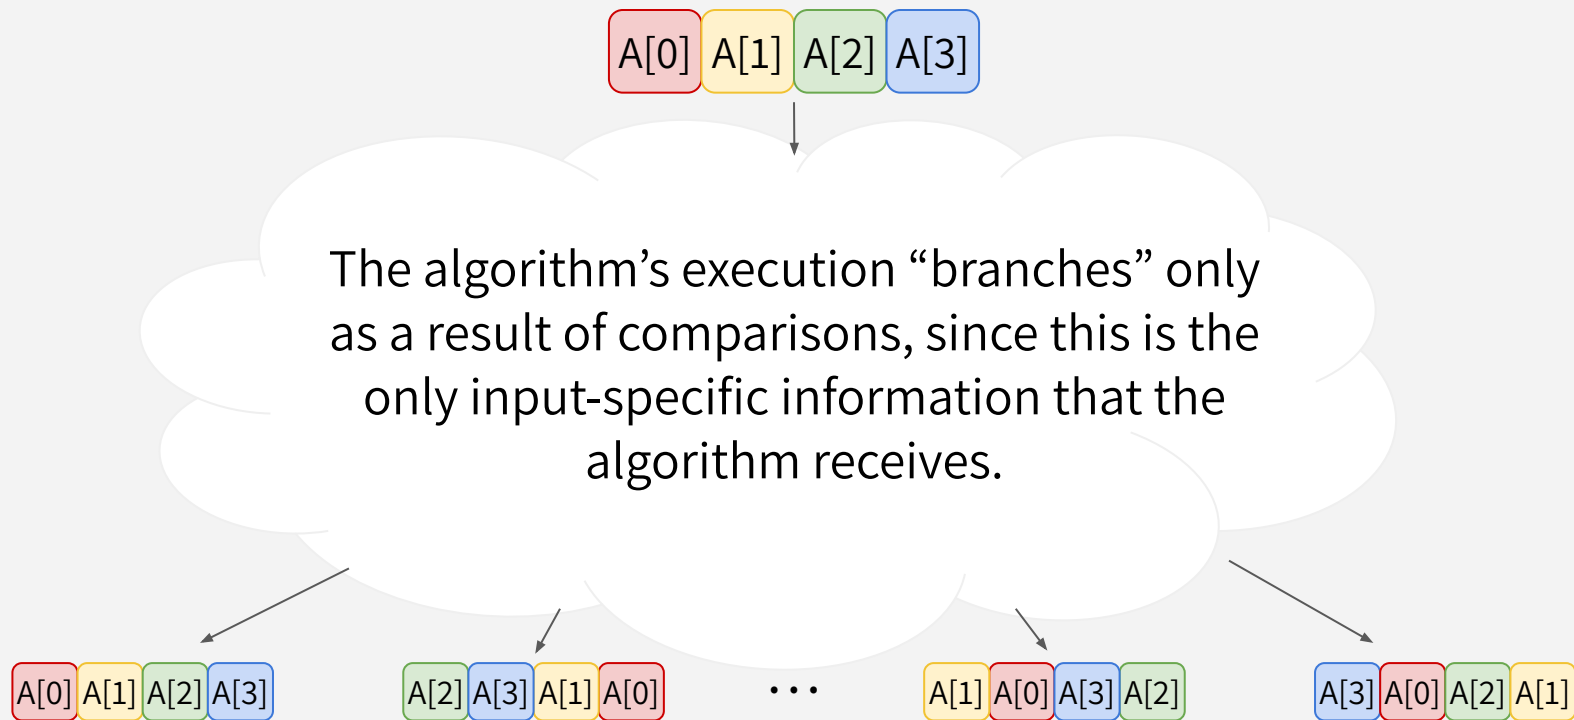 A[0] A[1] A[2] A[3]
The algorithm’s execution “branches” only
as a result of comparisons, since this is the
only input-specific information that the
algorithm receives.
A[0] A[1] A[2] A[3] A[2] A[3] A[1] A[0] ... A[1] A[0] A[3] A[2] A[3] A[0] A[2] A[1]